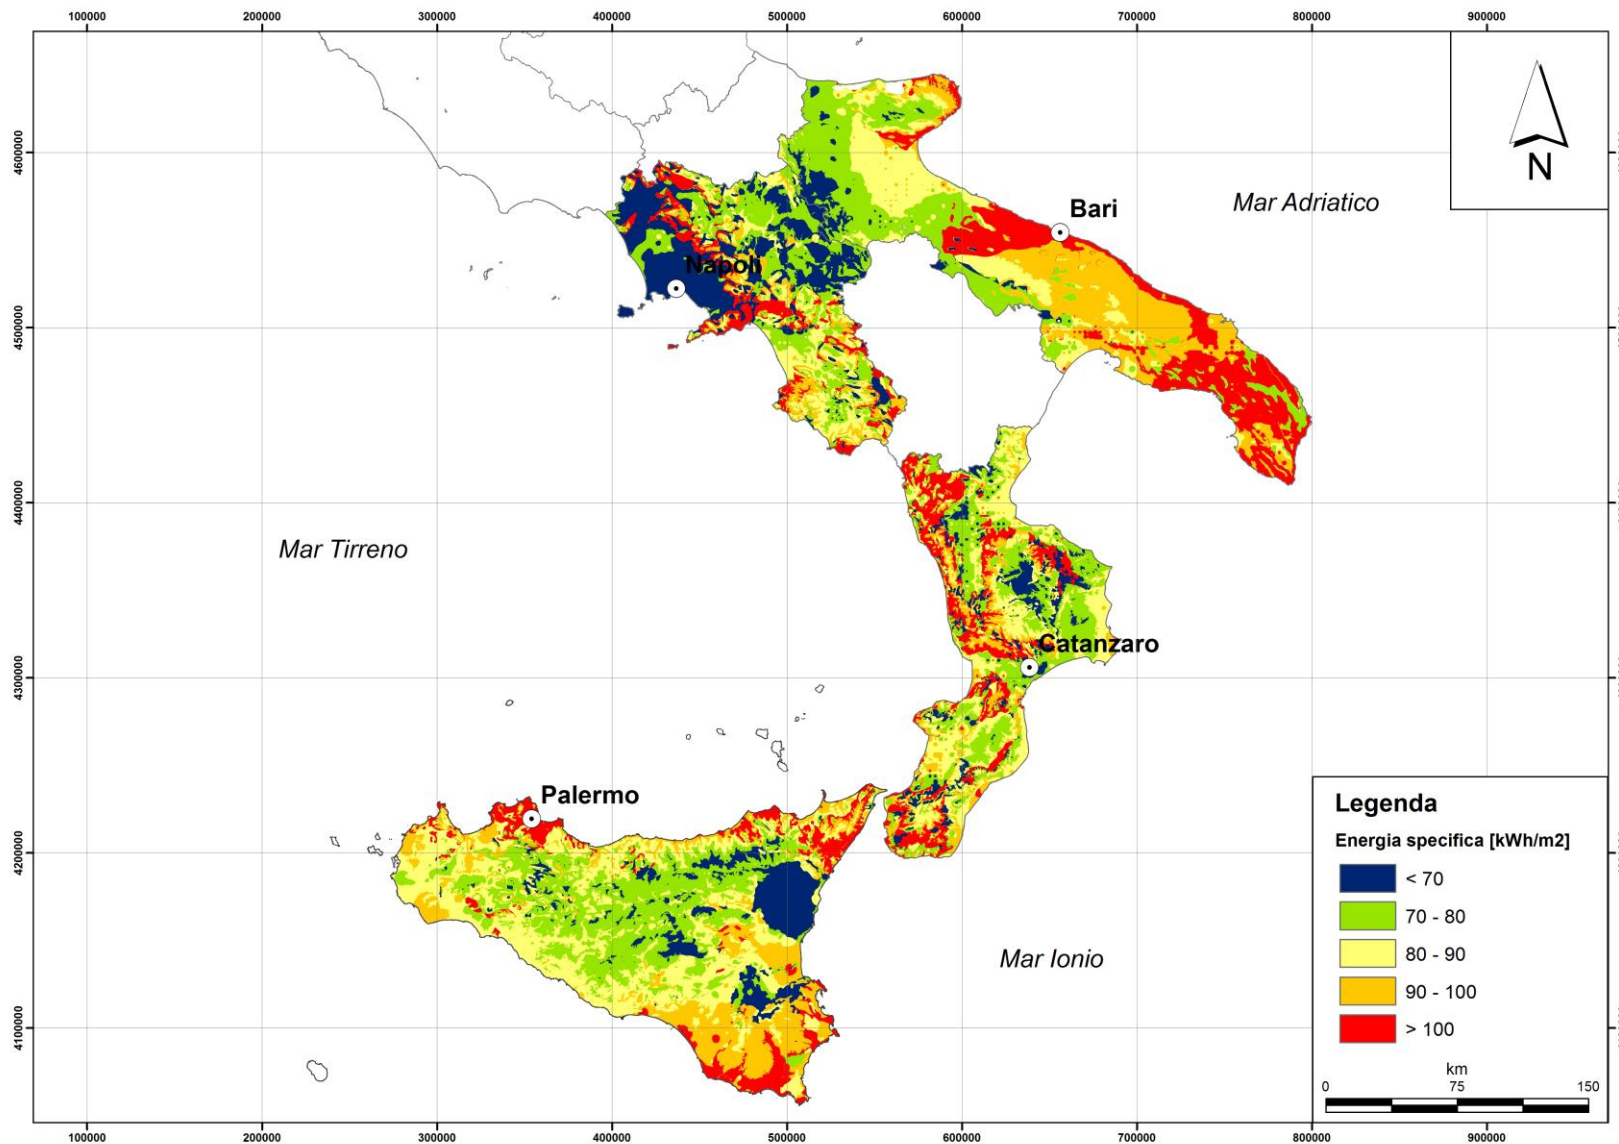 100000 200000 300000 400000 500000 600000 700000 800000 900000
4600000
4500000
4400000
4300000
4200000
4100000
N
Mar Adriatico
Bari
Napoli
Mar Tirreno
Catanzaro
Palermo
Mar Ionio
Legenda
Energia specifica [kWh/m2]
< 70
70 - 80
80 - 90
90 - 100
> 100
km
0 75 150
100000 200000 300000 400000 500000 600000 700000 800000 900000